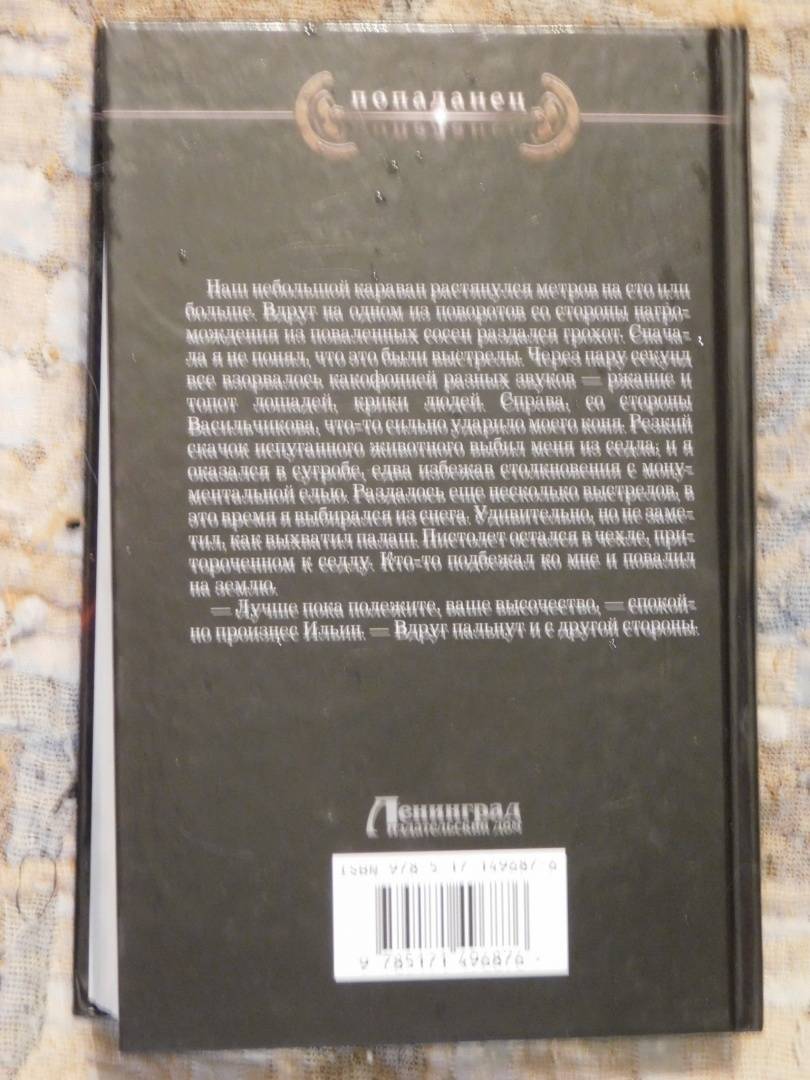 попаданец
Наш небольшой караван растянулся метров на сто или
больше. Вдруг на одном из поворотов со стороны нагро-
мождения из поваленных сосен раздался грохот. Снача-
ла я не понял, что это были выстрелы. Через пару секунд
все взорвалось какофонией разных звуков — ржание и
топот лошадей, крики людей. Справа, со стороны
Васильчикова, что-то сильно ударило моего коня. Резкий
скачок испуганного животного выбил меня из седла, и я
оказался в сугробе, едва избежав столкновения с мону-
ментальной елью. Раздалось еще несколько выстрелов, в
это время я выбирался из снега. Удивительно, но не заме-
тил, как выхватил палаш. Пистолет остался в чехле, при-
тороченном к седлу. Кто-то подбежал ко мне и повалил
на землю.
— Лучше пока полежите, ваше высочество, — спокой-
но произнес Ильин. — Вдруг пальнут и с другой стороны.
Ленинград
издательский дом
ISBN 978 5 17 149687 6
9 785171 496876